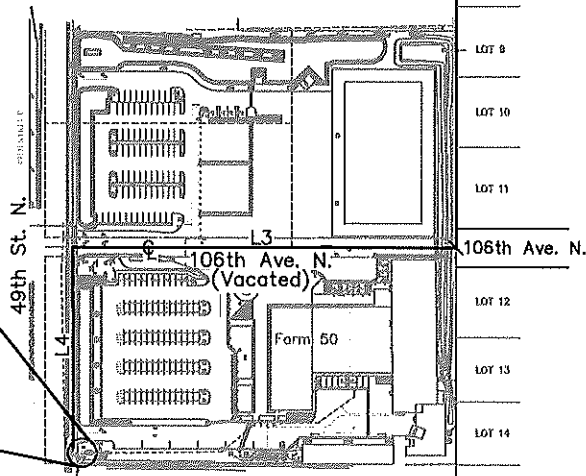 LOT 9
LOT 10
LOT 11
49th St. N.
L3
℄
106th Ave. N.
106th Ave. N.
(Vacated)
L4
LOT 12
Farm 50
LOT 13
LOT 14